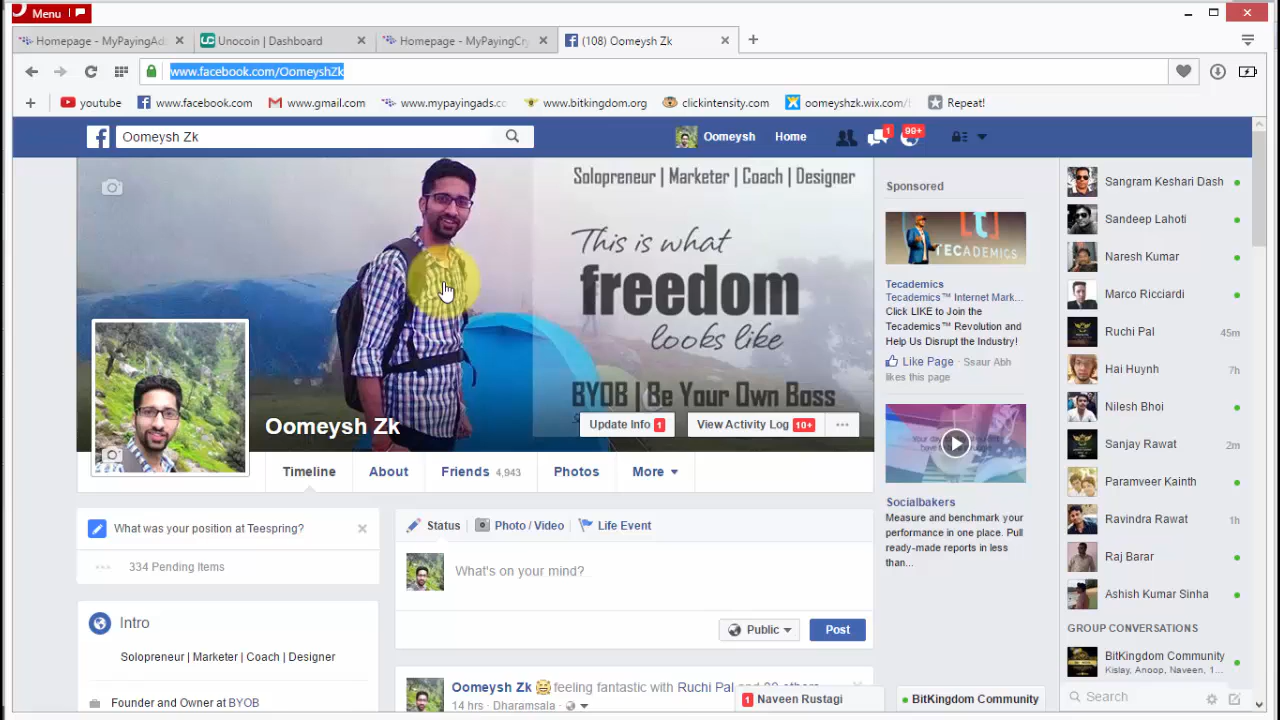 Menu
Homepage - MyPayingAd
Unocoin | Dashboard
Homepage - MyPayingCry
(108) Oomeysh Zk
www.facebook.com/OomeyshZk
youtube
www.facebook.com
www.gmail.com
www.mypayingads.co
www.bitkingdom.org
clickintensity.com
oomeyshzk.wix.com/
Repeat!
Oomeysh Zk
Oomeysh
Home
1
99+
Solopreneur | Marketer | Coach | Designer
This is what
freedom
looks like
BYOB | Be Your Own Boss
Oomeysh Zk
Update Info 1
View Activity Log 10+
Timeline
About
Friends 4,943
Photos
More
What was your position at Teespring?
334 Pending Items
Intro
Solopreneur | Marketer | Coach | Designer
Founder and Owner at BYOB
Status
Photo / Video
Life Event
What's on your mind?
Public
Post
Oomeysh Zk feeling fantastic with Ruchi Pal and 29 others
14 hrs · Dharamsala ·
Sponsored
TECADEMICS
Tecademics
Tecademics™ Internet Mark...
Click LIKE to Join the
Tecademics™ Revolution and
Help Us Disrupt the Industry!
Like Page · Ssaur Abh
likes this page
Socialbakers
Measure and benchmark your
performance in one place. Pull
ready-made reports in less
than...
Sangram Keshari Dash
Sandeep Lahoti
Naresh Kumar
Marco Ricciardi
Ruchi Pal 45m
Hai Huynh 7h
Nilesh Bhoi
Sanjay Rawat 2m
Paramveer Kainth
Ravindra Rawat 1h
Raj Barar
Ashish Kumar Sinha
GROUP CONVERSATIONS
BitKingdom Community
Kislay, Anoop, Naveen, 1...
Search
1 Naveen Rustagi
BitKingdom Community